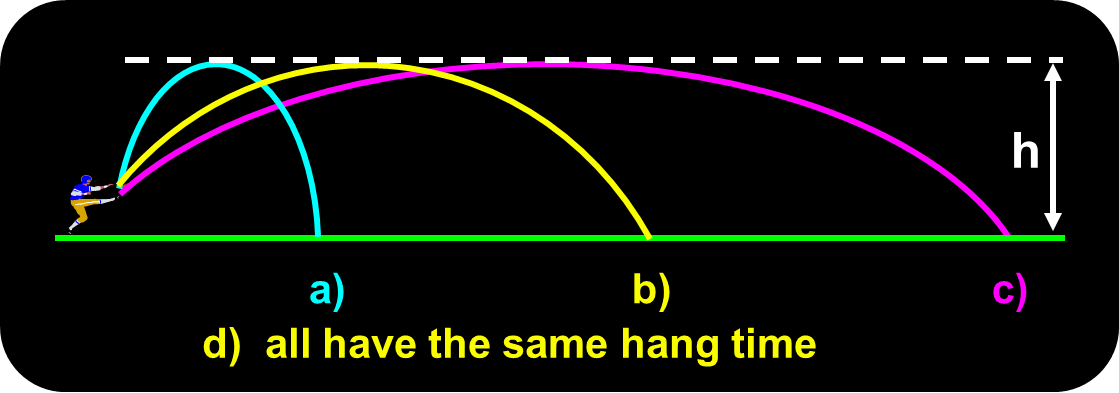 h
a) b) c)
d) all have the same hang time